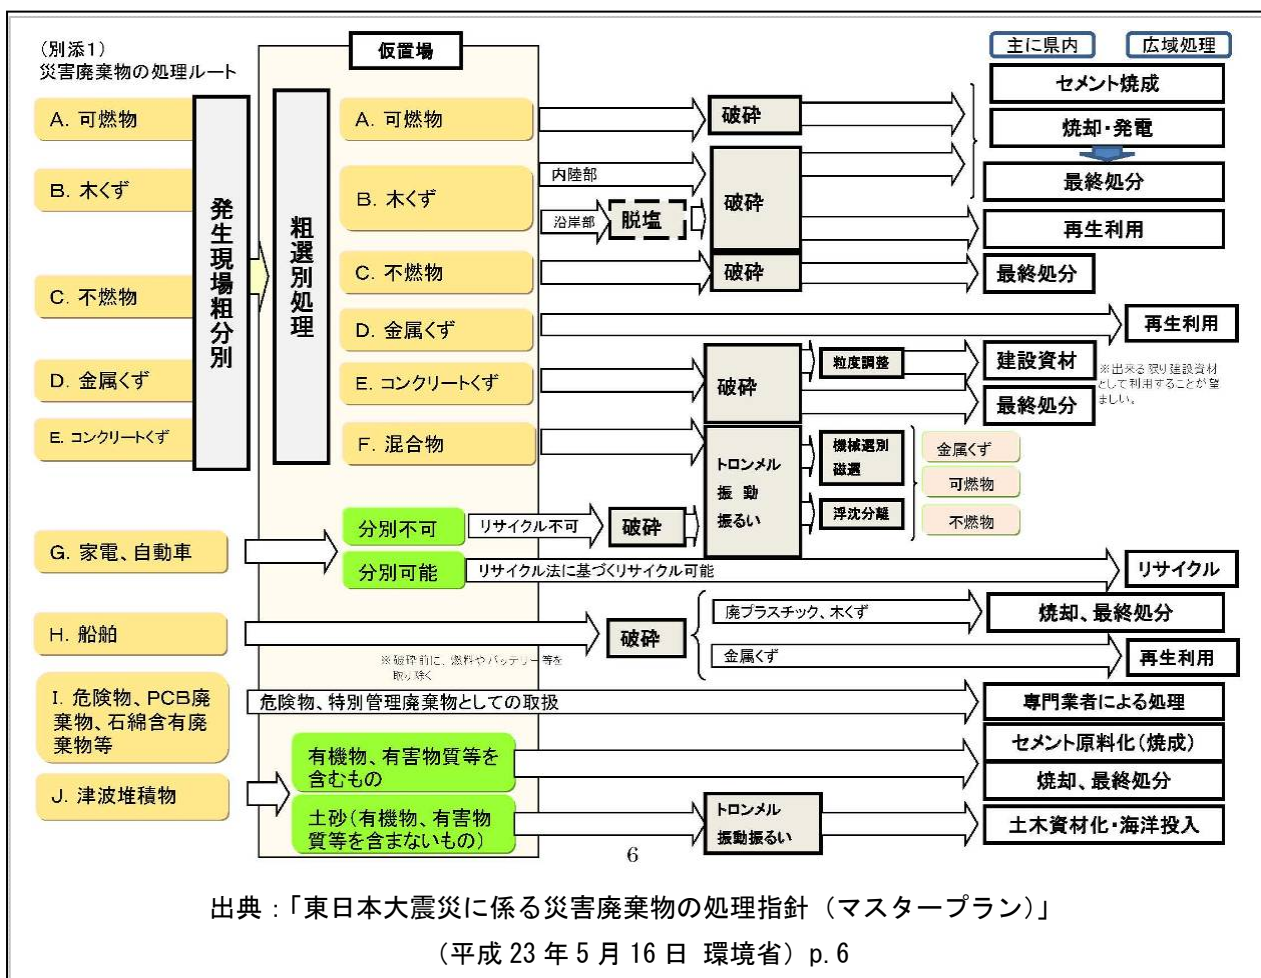 (別添1)
災害廃棄物の処理ルート
仮置場
主に県内
広域処理
A. 可燃物
B. 木くず
C. 不燃物
D. 金属くず
E. コンクリートくず
発生現場粗分別
粗選別処理
A. 可燃物
破砕
セメント焼成
焼却・発電
最終処分
B. 木くず
内陸部
沿岸部
脱塩
破砕
再生利用
C. 不燃物
破砕
最終処分
D. 金属くず
再生利用
E. コンクリートくず
破砕
粒度調整
建設資材
※出来る限り建設資材
として利用することが望
ましい。
最終処分
F. 混合物
トロンメル
振 動
振るい
機械選別
磁選
浮沈分離
金属くず
可燃物
不燃物
G. 家電、自動車
分別不可
リサイクル不可
破砕
分別可能
リサイクル法に基づくリサイクル可能
リサイクル
H. 船舶
※破砕前に、燃料やバッテリー等を
取り除く
破砕
廃プラスチック、木くず
焼却、最終処分
金属くず
再生利用
I. 危険物、PCB廃
棄物、石綿含有廃
棄物等
危険物、特別管理廃棄物としての取扱
専門業者による処理
J. 津波堆積物
有機物、有害物質等を
含むもの
セメント原料化(焼成)
焼却、最終処分
土砂(有機物、有害物
質等を含まないもの)
トロンメル
振動振るい
土木資材化・海洋投入
6
出典:「東日本大震災に係る災害廃棄物の処理指針(マスタープラン)」
(平成23年5月16日 環境省)p.6